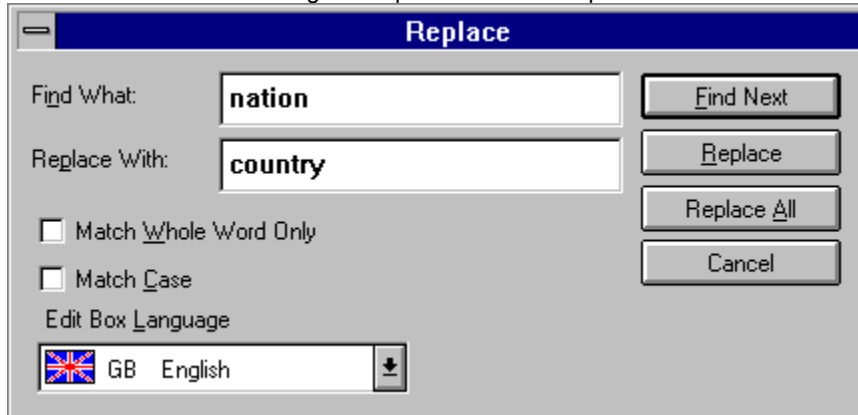 Replace
Find What: nation
Find Next
Replace With: country
Replace
Replace All
Match Whole Word Only
Cancel
Match Case
Edit Box Language
GB English